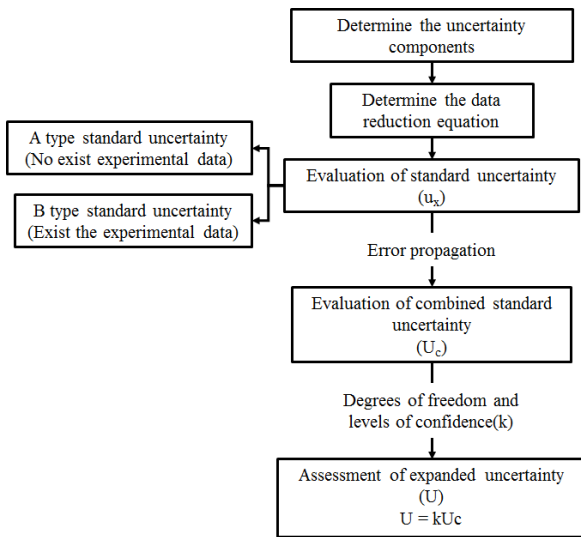 Determine the uncertainty
components
Determine the data
reduction equation
A type standard uncertainty
(No exist experimental data)
B type standard uncertainty
(Exist the experimental data)
Evaluation of standard uncertainty
(uₓ)
Error propagation
Evaluation of combined standard
uncertainty
(U_c)
Degrees of freedom and
levels of confidence(k)
Assessment of expanded uncertainty
(U)
U = kUc